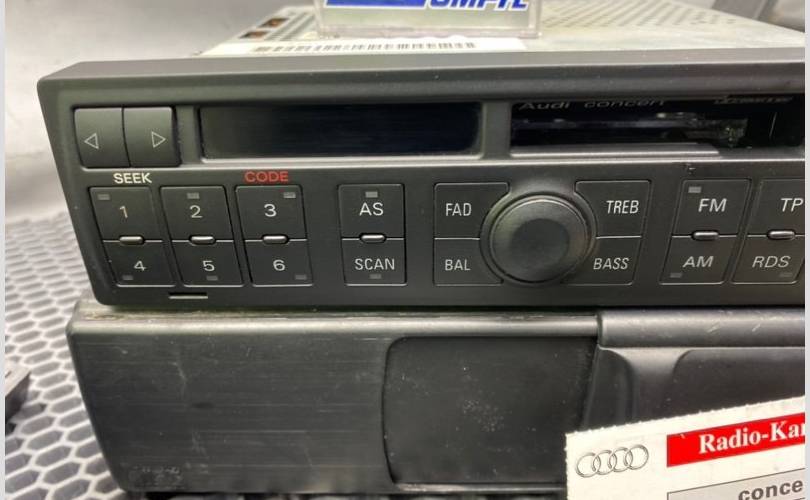 Audi concert
SEEK CODE
1 2 3 AS FAD TREB FM TP
4 5 6 SCAN BAL BASS AM RDS
Radio-Kar
conce